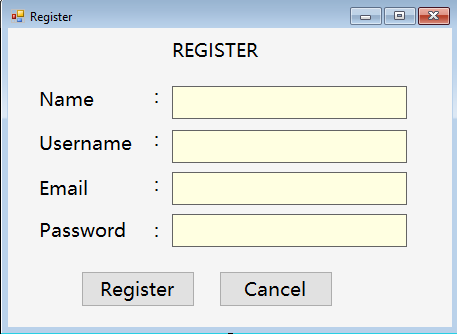 Register
REGISTER
Name :
Username :
Email :
Password :
Register Cancel